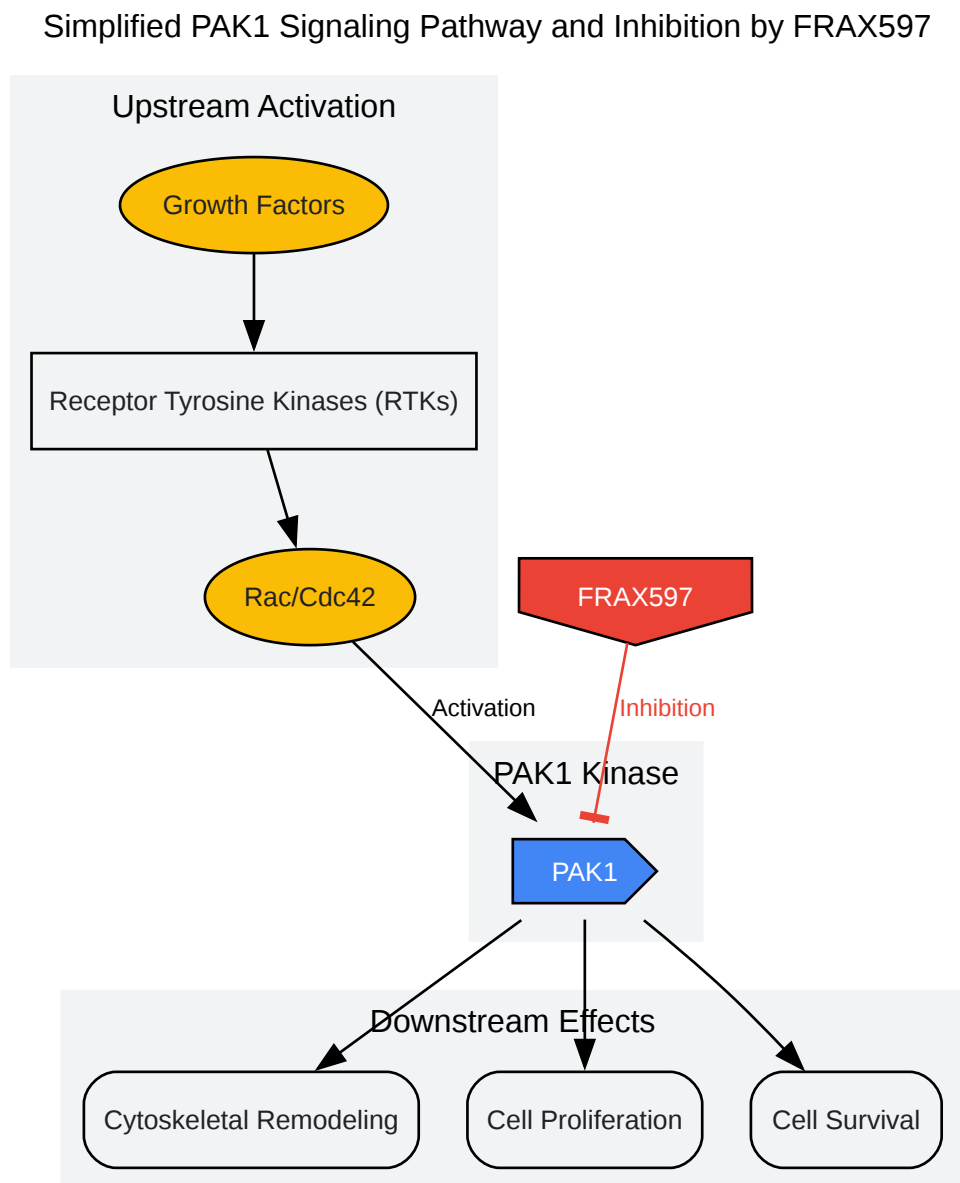 Simplified PAK1 Signaling Pathway and Inhibition by FRAX597
Upstream Activation
Growth Factors
Receptor Tyrosine Kinases (RTKs)
Rac/Cdc42
FRAX597
Activation
Inhibition
PAK1 Kinase
PAK1
Downstream Effects
Cytoskeletal Remodeling
Cell Proliferation
Cell Survival